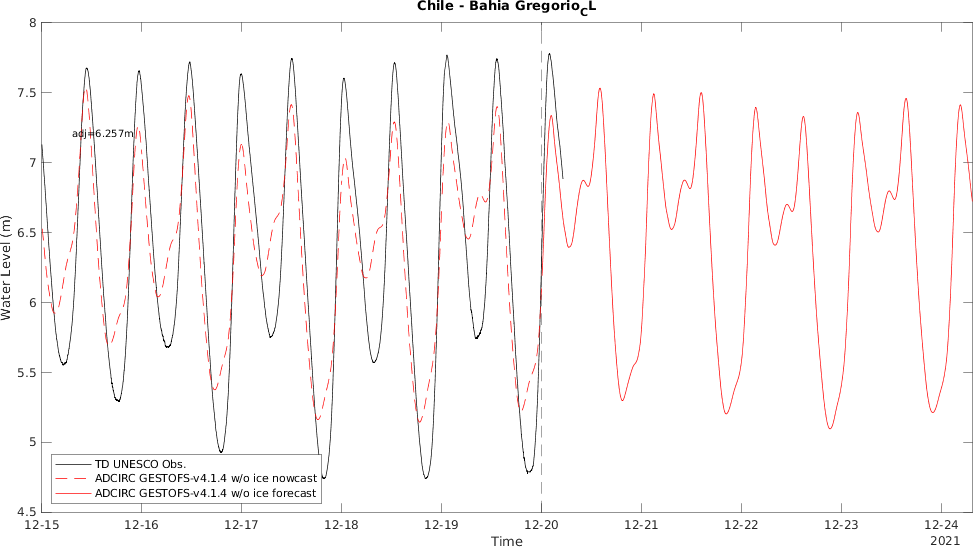 Chile - Bahia Gregorio_CL
8
7.5
7
6.5
6
5.5
5
4.5
Water Level (m)
adj=6.257m
TD UNESCO Obs.
ADCIRC GESTOFS-v4.1.4 w/o ice nowcast
ADCIRC GESTOFS-v4.1.4 w/o ice forecast
12-15 12-16 12-17 12-18 12-19 12-20 12-21 12-22 12-23 12-24
Time
2021